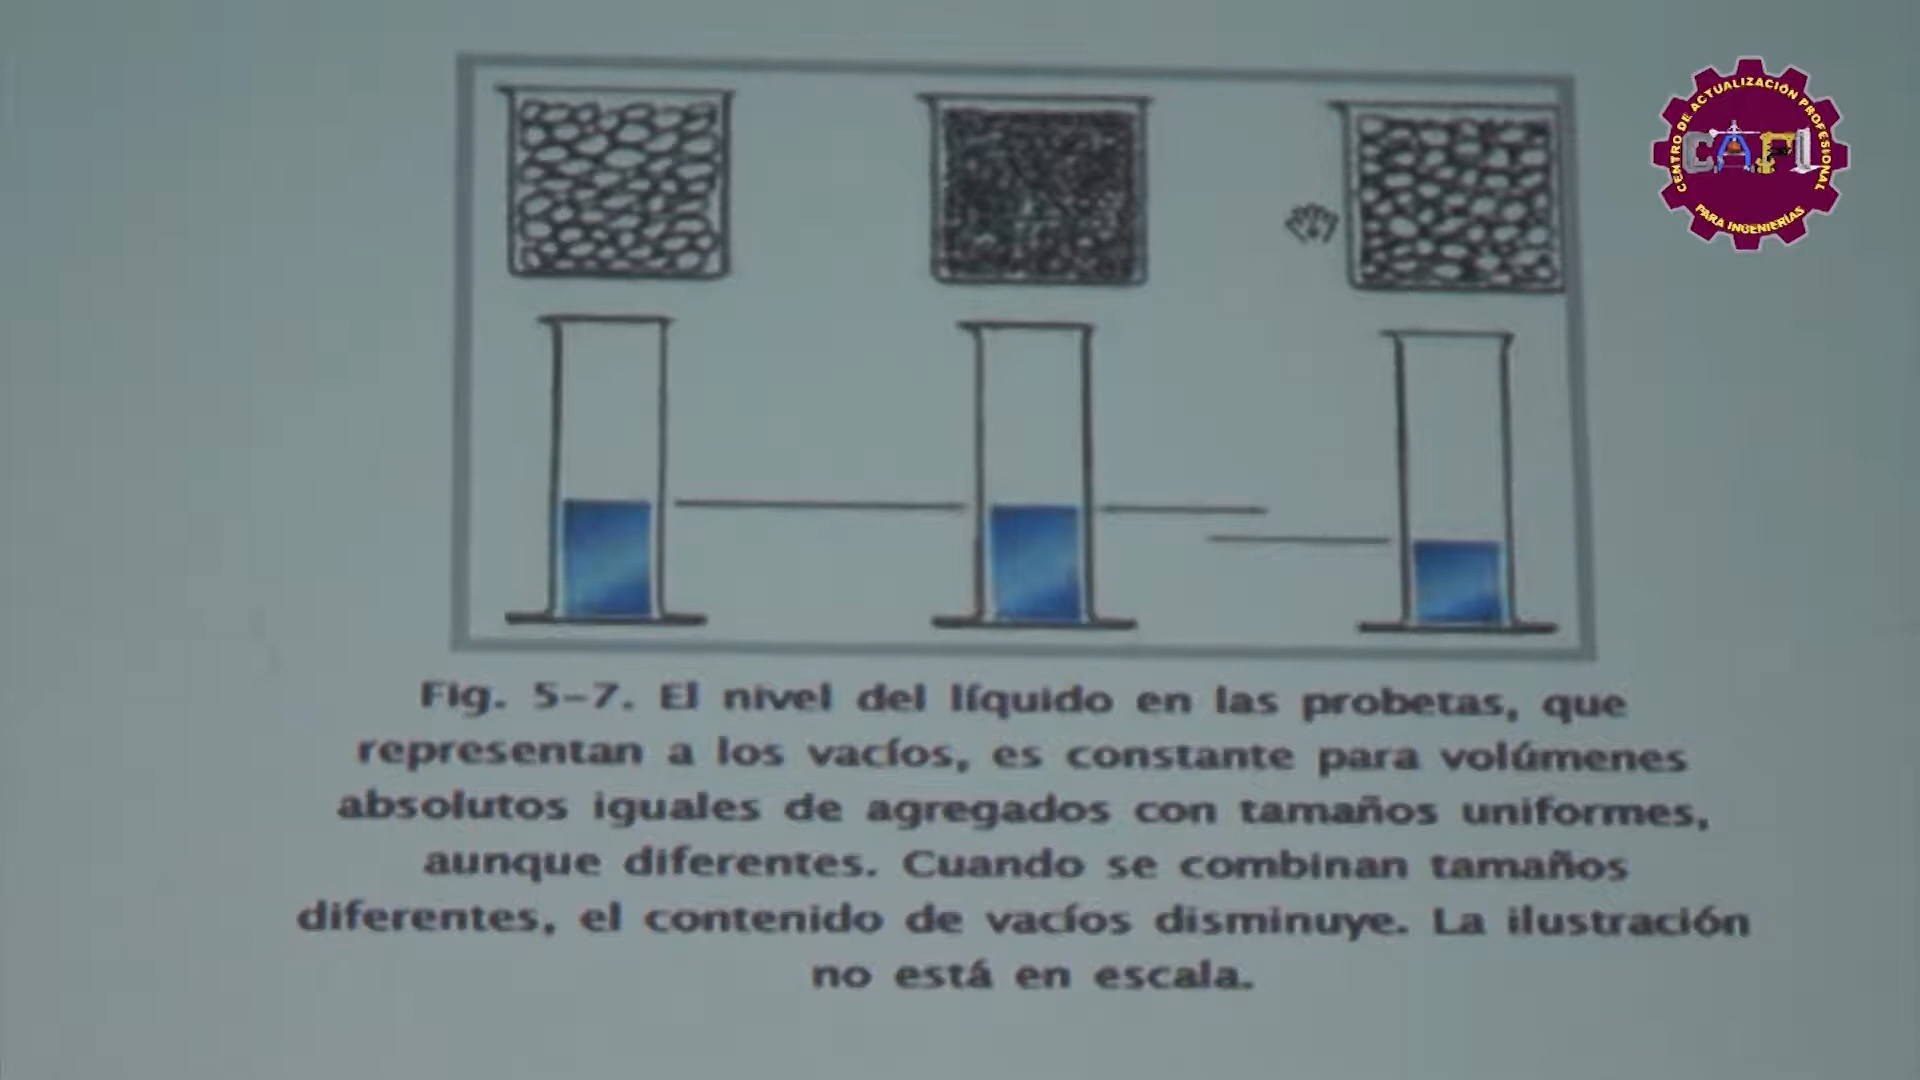 CENTRO DE ACTUALIZACIÓN PROFESIONAL
CAPI
PARA INGENIERÍAS
Fig. 5-7. El nivel del líquido en las probetas, que
representan a los vacíos, es constante para volúmenes
absolutos iguales de agregados con tamaños uniformes,
aunque diferentes. Cuando se combinan tamaños
diferentes, el contenido de vacíos disminuye. La ilustración
no está en escala.